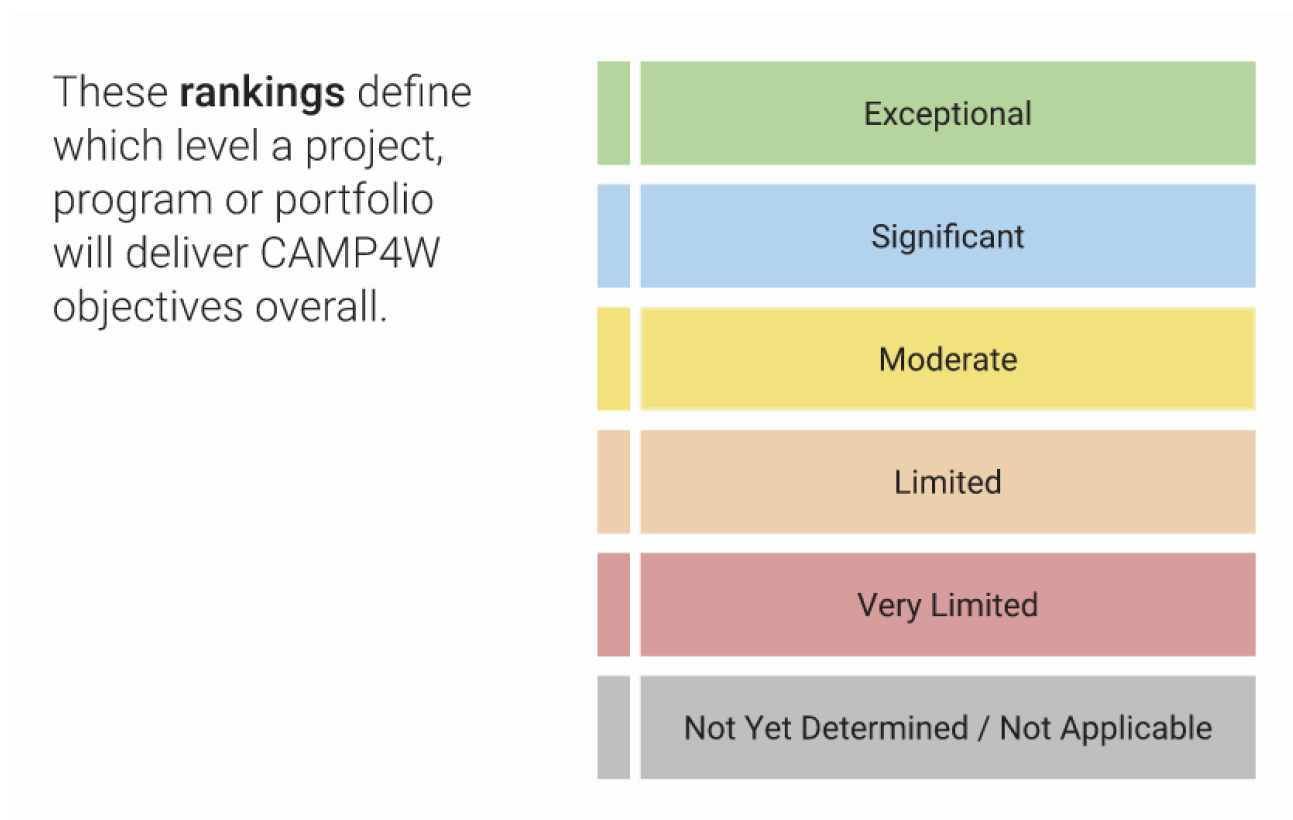 These rankings define
which level a project,
program or portfolio
will deliver CAMP4W
objectives overall.
Exceptional
Significant
Moderate
Limited
Very Limited
Not Yet Determined / Not Applicable